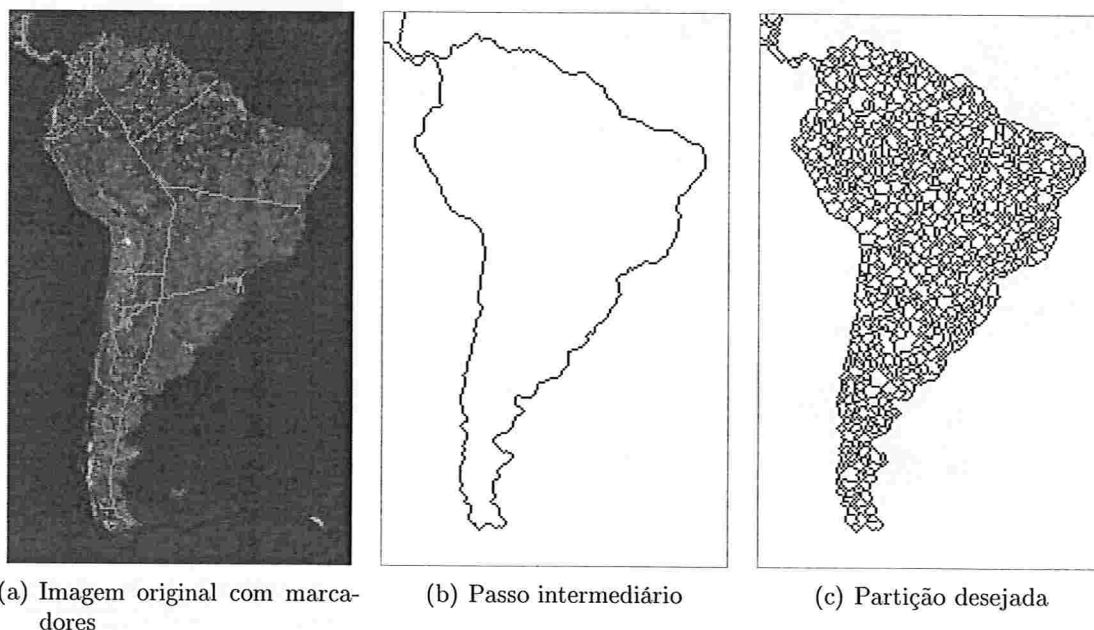 (a) Imagem original com marca-
dores
(b) Passo intermediário
(c) Partição desejada